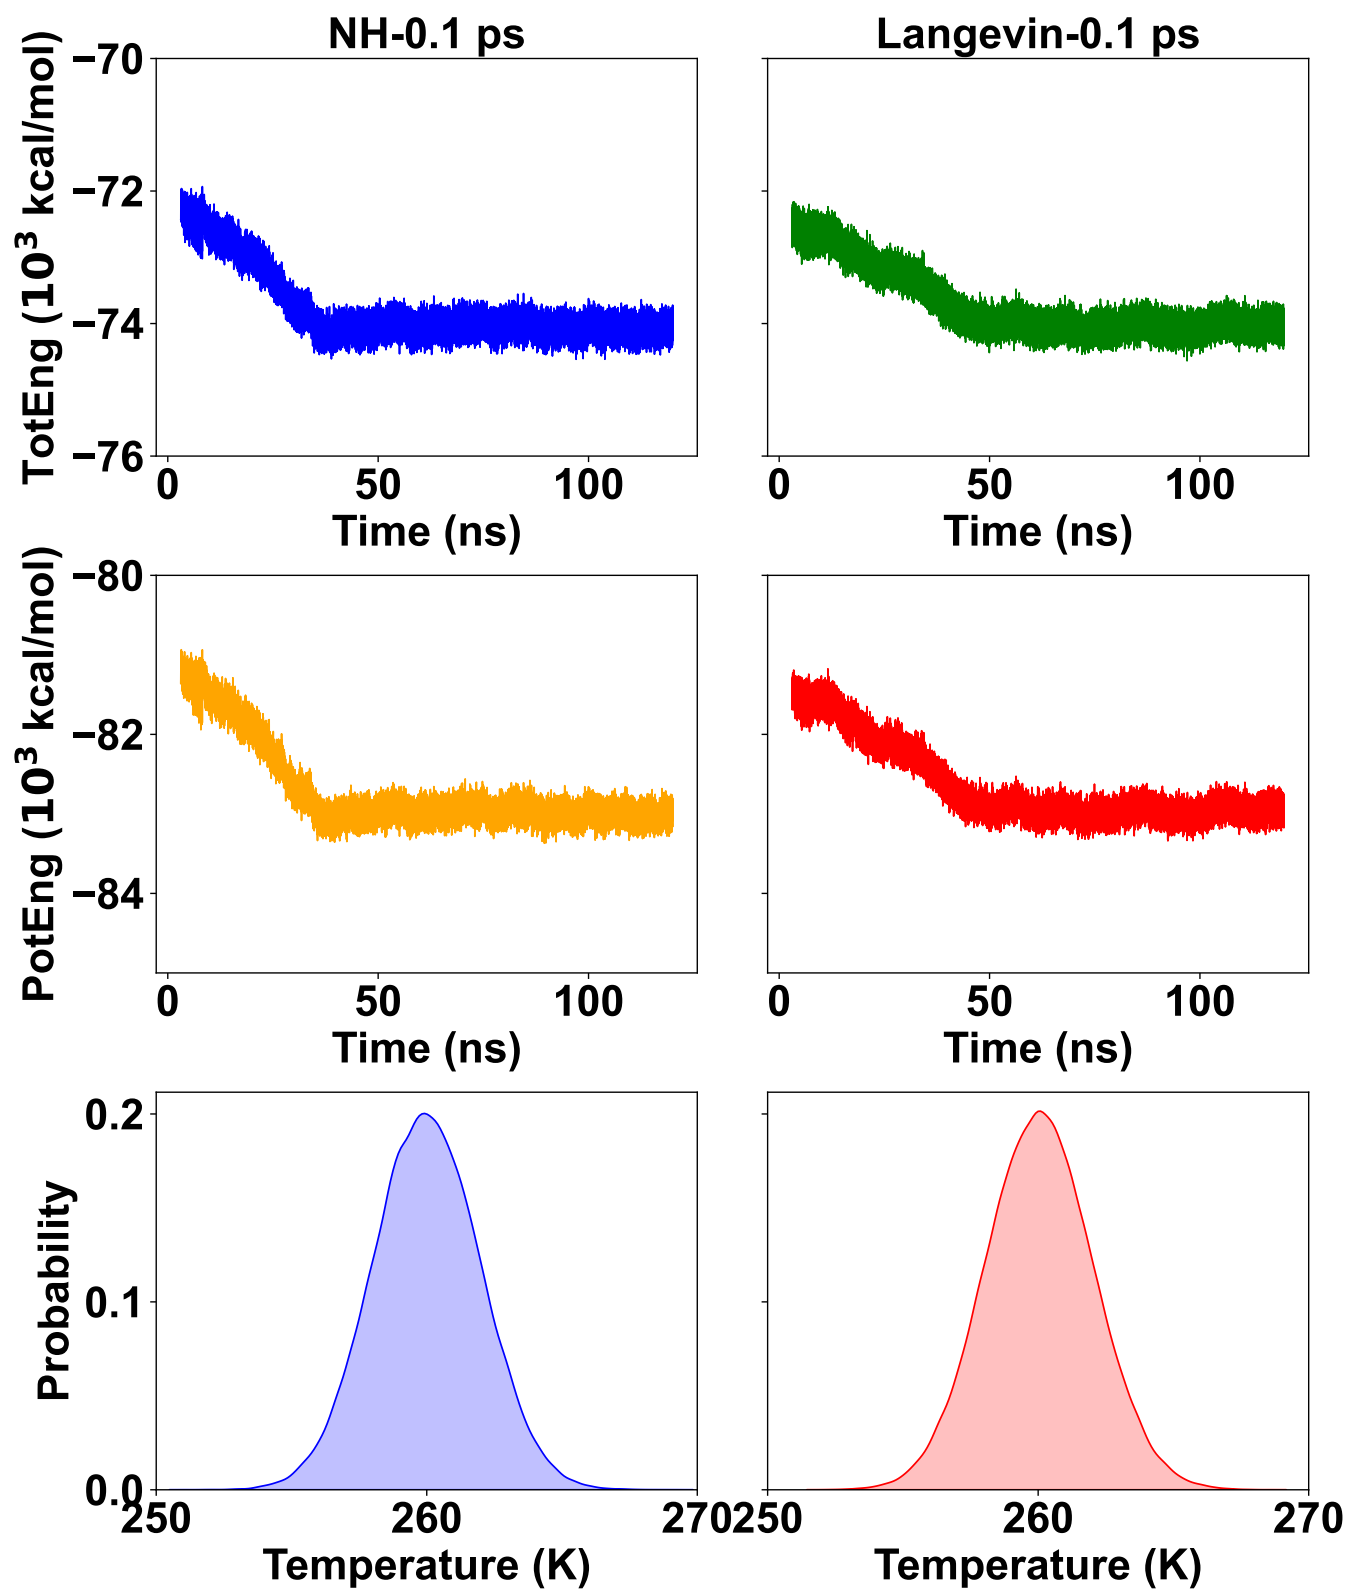 NH-0.1 ps
Langevin-0.1 ps
TotEng (10³ kcal/mol)
−70
−72
−74
−76
0 50 100
0 50 100
Time (ns)
Time (ns)
PotEng (10³ kcal/mol)
−80
−82
−84
0 50 100
0 50 100
Time (ns)
Time (ns)
Probability
0.2
0.1
0.0
250 260 270
250 260 270
Temperature (K)
Temperature (K)